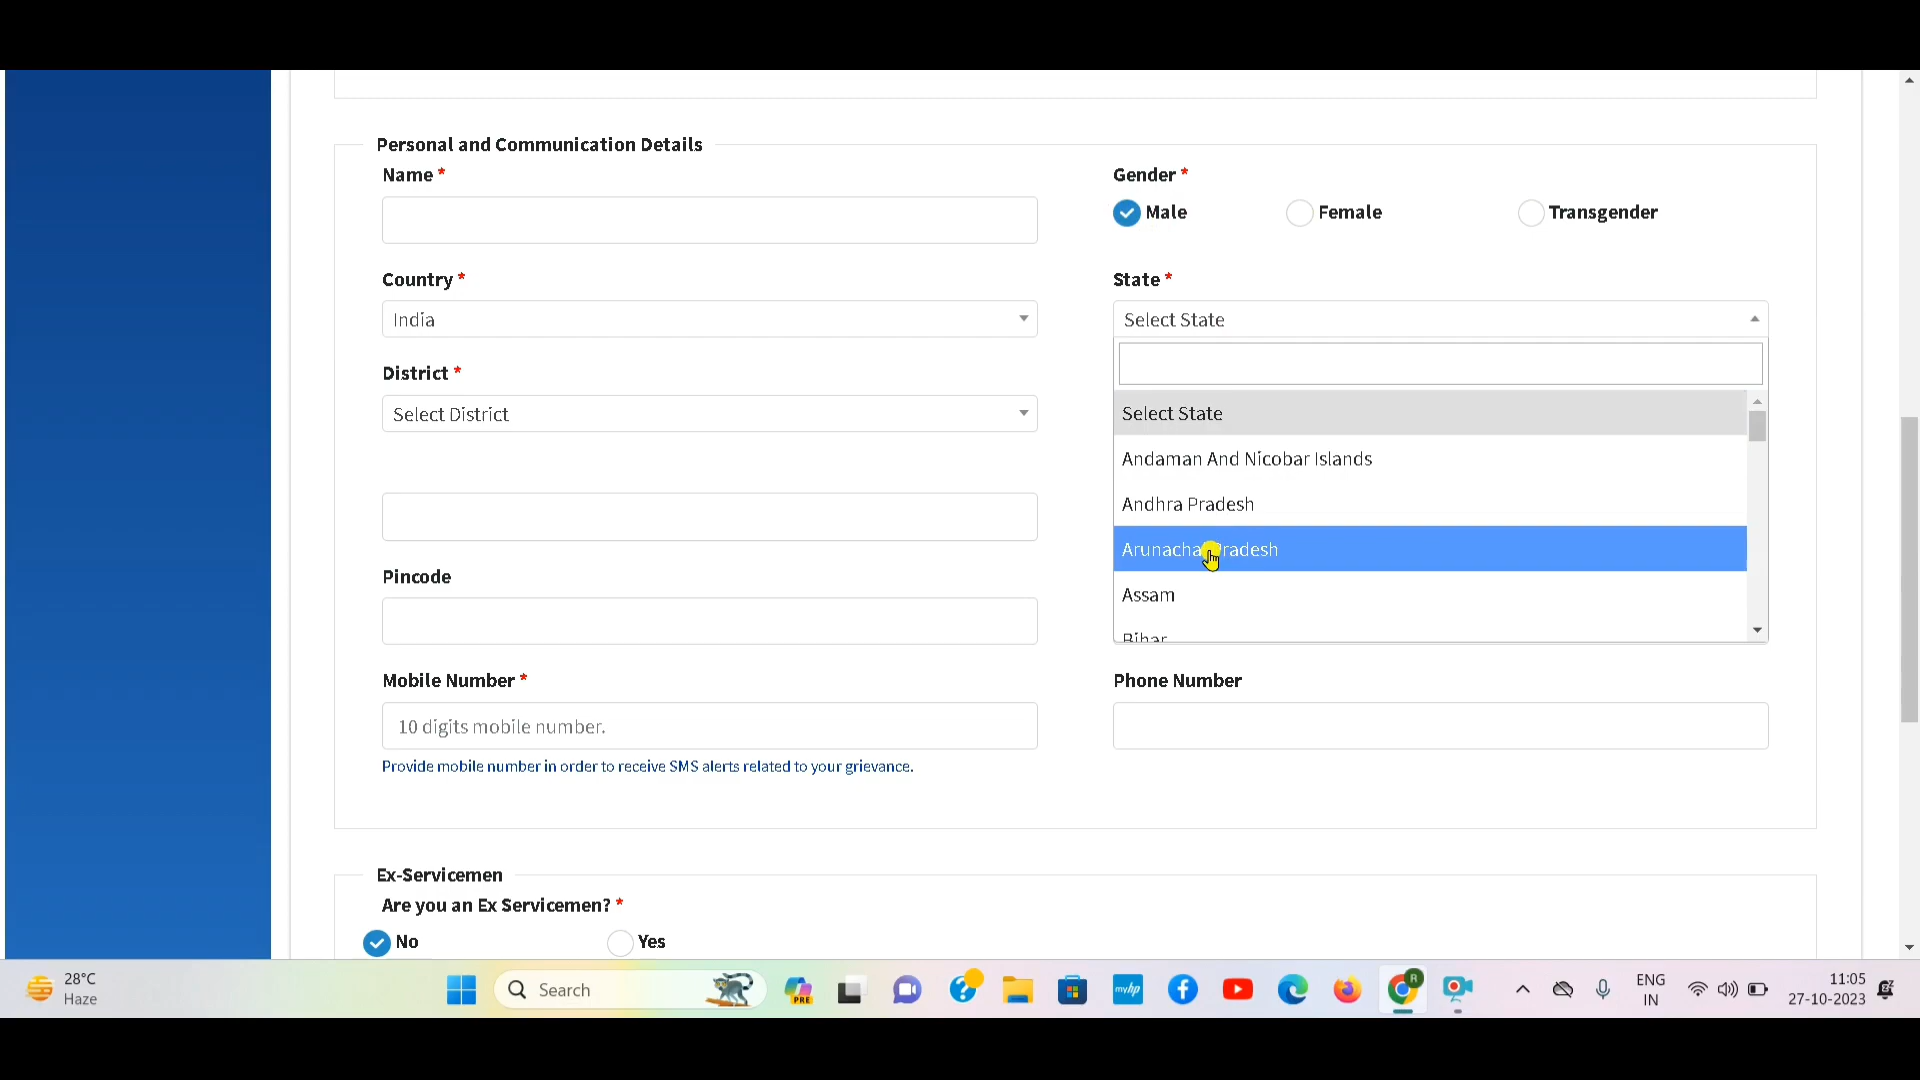 Personal and Communication Details
Name *
Gender *
Male
Female
Transgender
Country *
State *
India
Select State
District *
Select District
Select State
Andaman And Nicobar Islands
Andhra Pradesh
Arunachal Pradesh
Assam
Bihar
Pincode
Mobile Number *
Phone Number
10 digits mobile number.
Provide mobile number in order to receive SMS alerts related to your grievance.
Ex-Servicemen
Are you an Ex Servicemen? *
No
Yes
28°C
Haze
Search
PRE
myhp
R
ENG
IN
11:05
27-10-2023